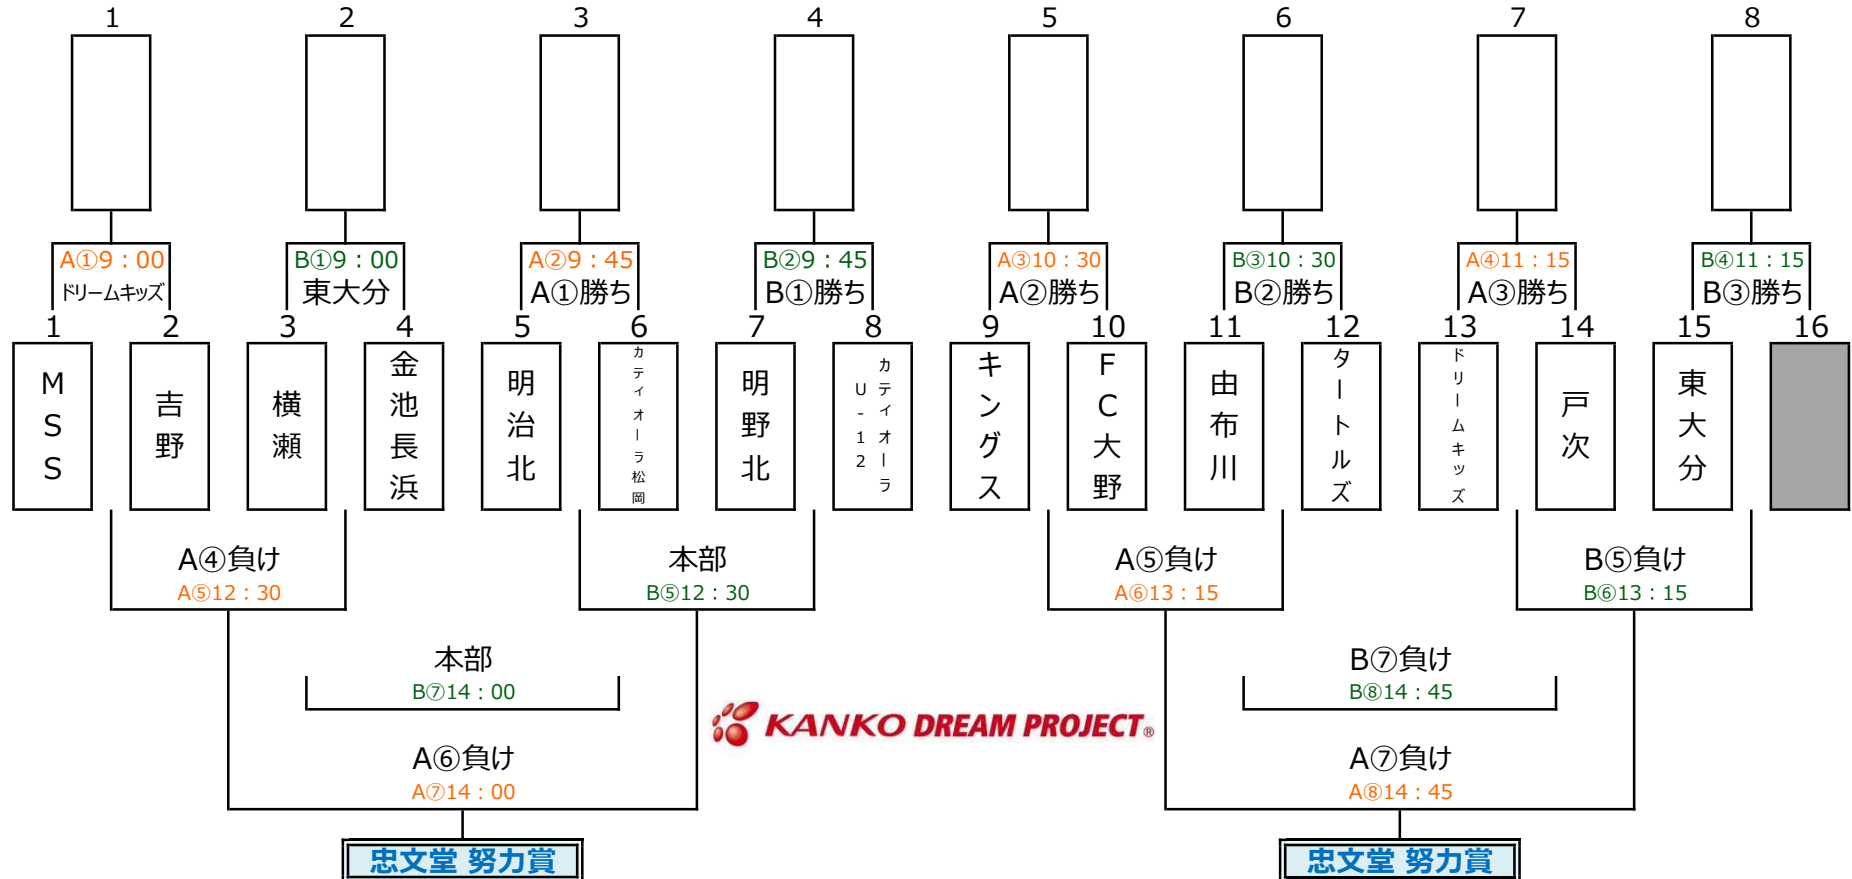 1 2 3 4 5 6 7 8
A①9：00 B①9：00 A②9：45 B②9：45 A③10：30 B③10：30 A④11：15 B④11：15
ドリームキッズ 東大分 A①勝ち B①勝ち A②勝ち B②勝ち A③勝ち B③勝ち
1 2 3 4 5 6 7 8 9 10 11 12 13 14 15 16
MSS
吉野
横瀬
金池長浜
明治北
カティオーラ松岡
明野北
カティオーラ
U-12
キングス
FC大野
由布川
タートルズ
ドリームキッズ
戸次
東大分
A④負け 本部 A⑤負け B⑤負け
A⑤12：30 B⑤12：30 A⑥13：15 B⑥13：15
本部 B⑦負け
B⑦14：00 B⑧14：45
KANKO DREAM PROJECT®
A⑥負け A⑦負け
A⑦14：00 A⑧14：45
忠文堂 努力賞 忠文堂 努力賞